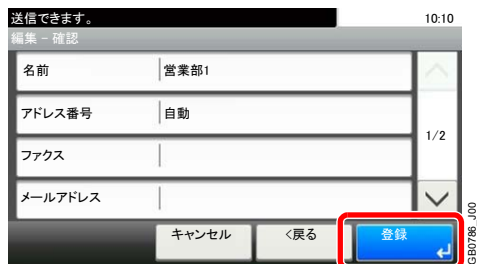 送信できます。 10:10
編集 - 確認
名前 営業部1
アドレス番号 自動
1/2
ファクス
メールアドレス
キャンセル <戻る 登録
GB0786_J00